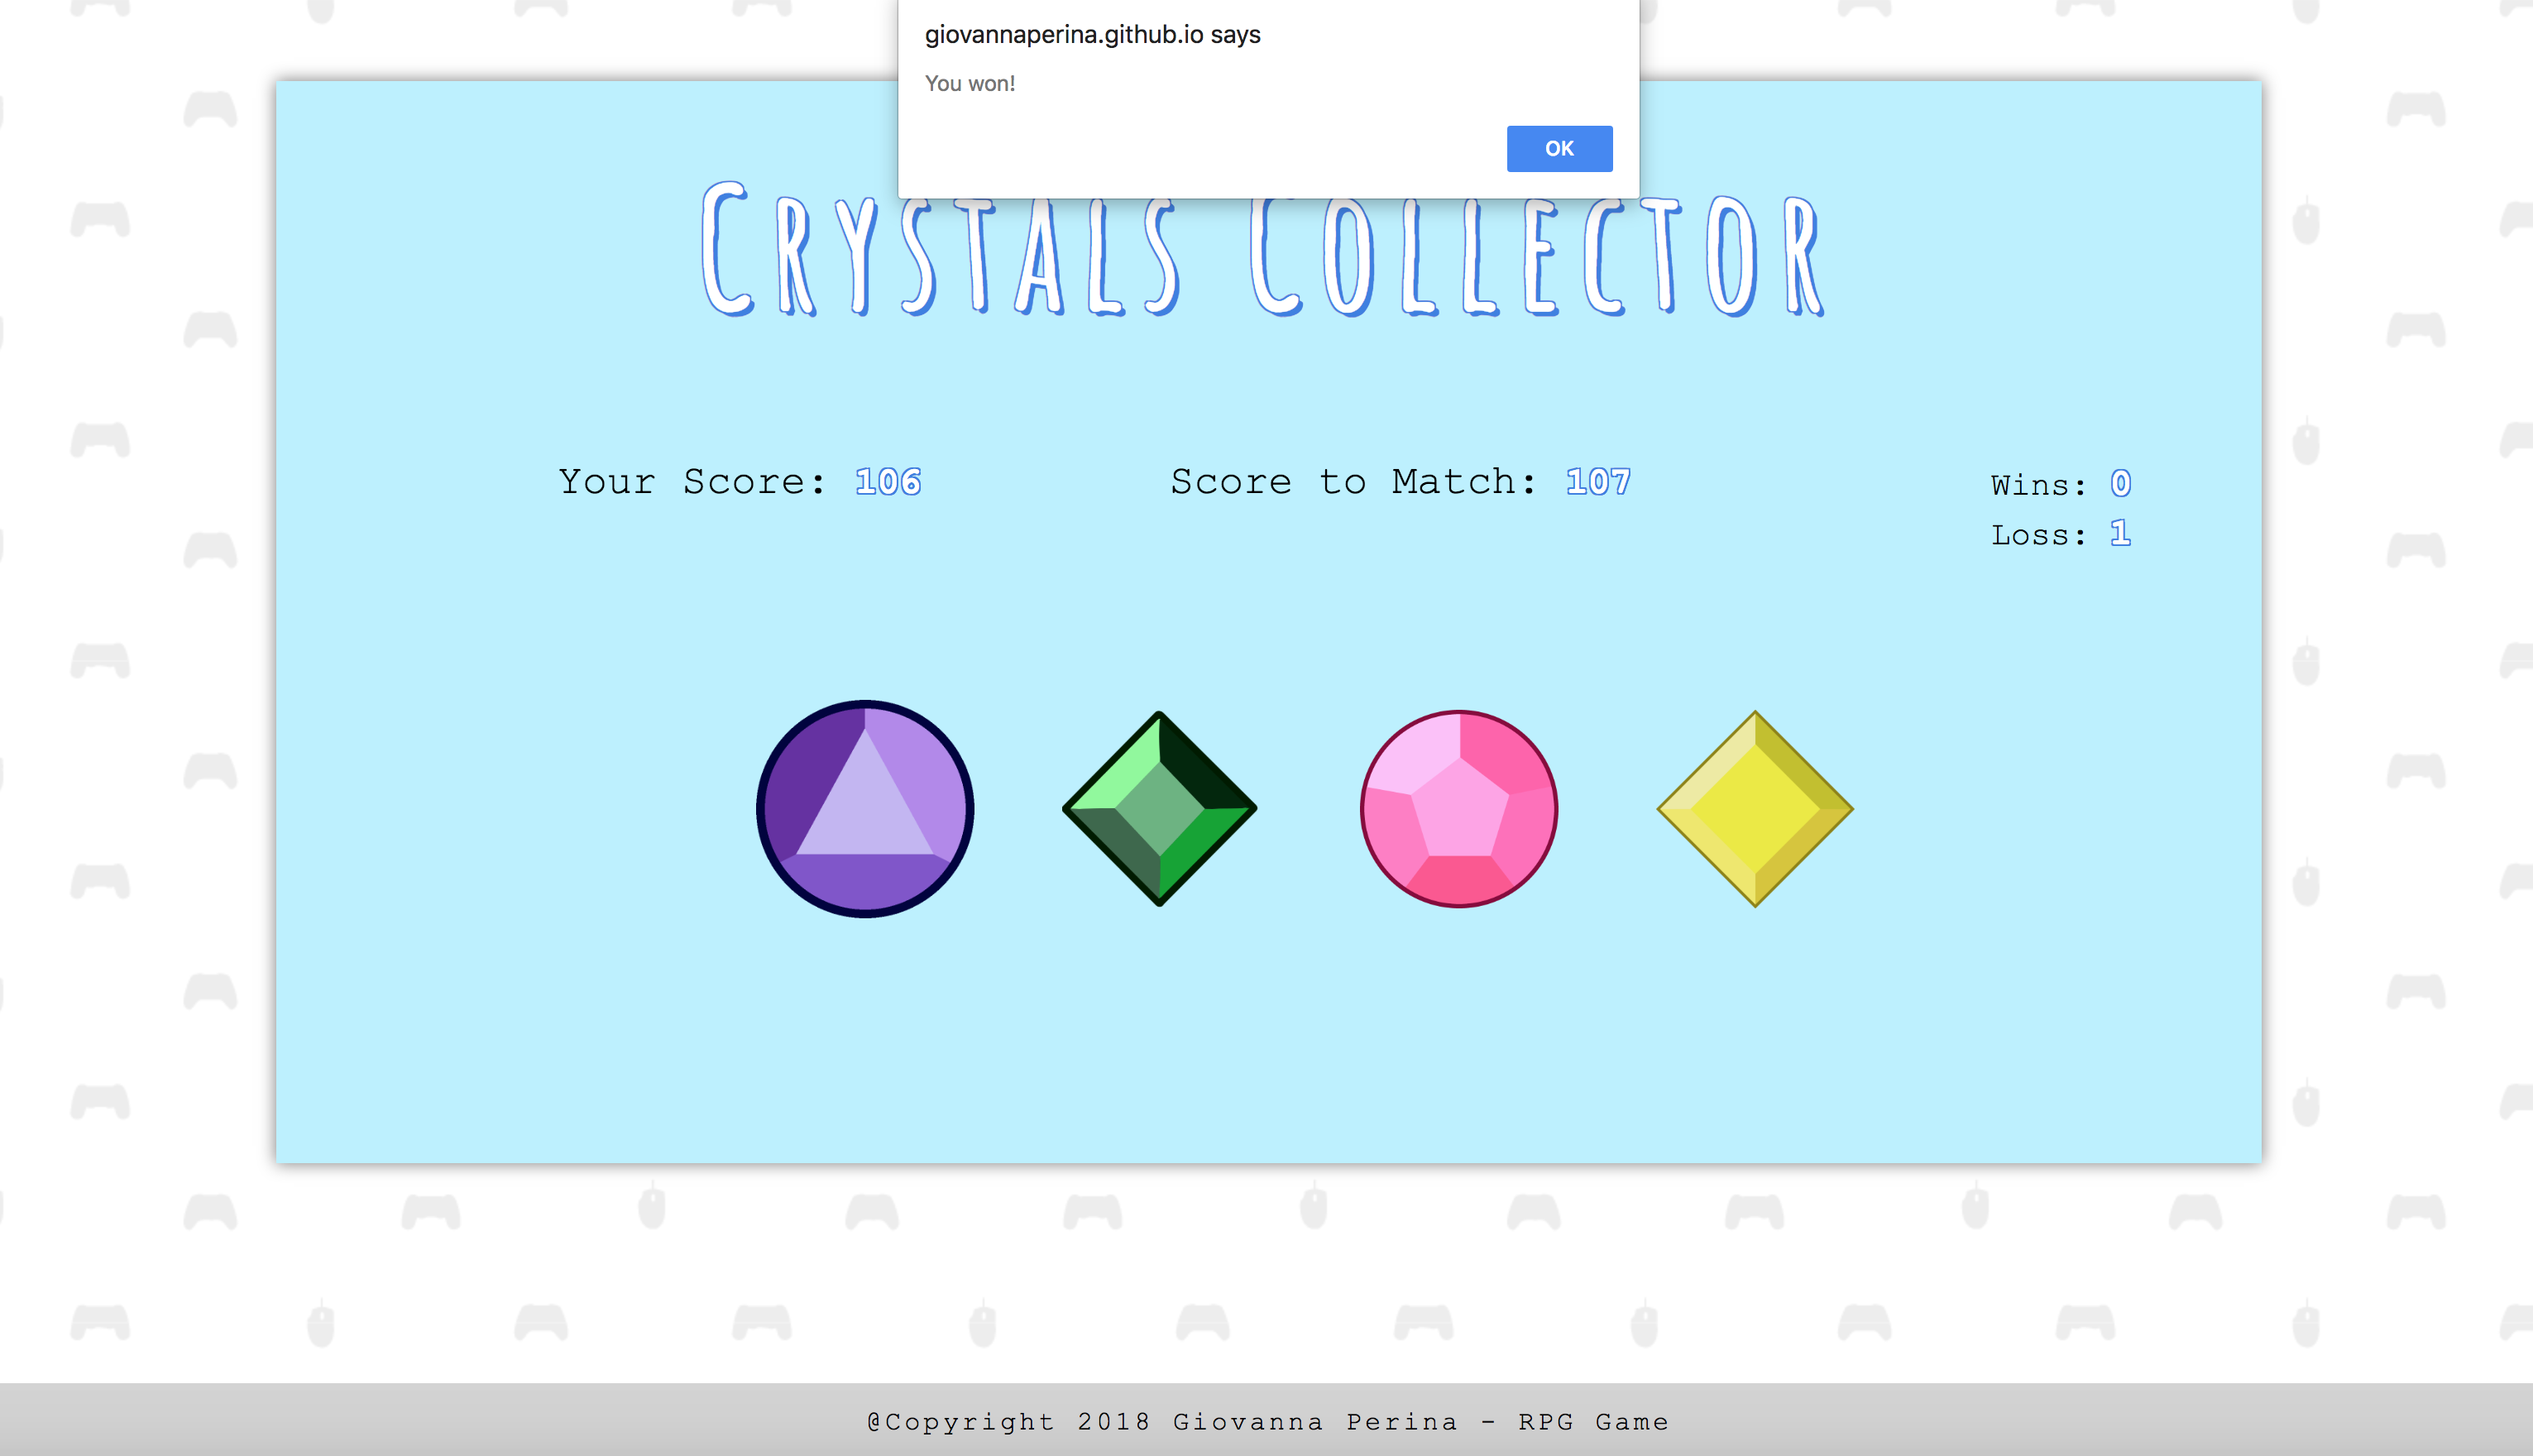 giovannaperina.github.io says
You won!
OK
Crystals Collector
Your Score: 106
Score to Match: 107
Wins: 0
Loss: 1
@Copyright 2018 Giovanna Perina - RPG Game